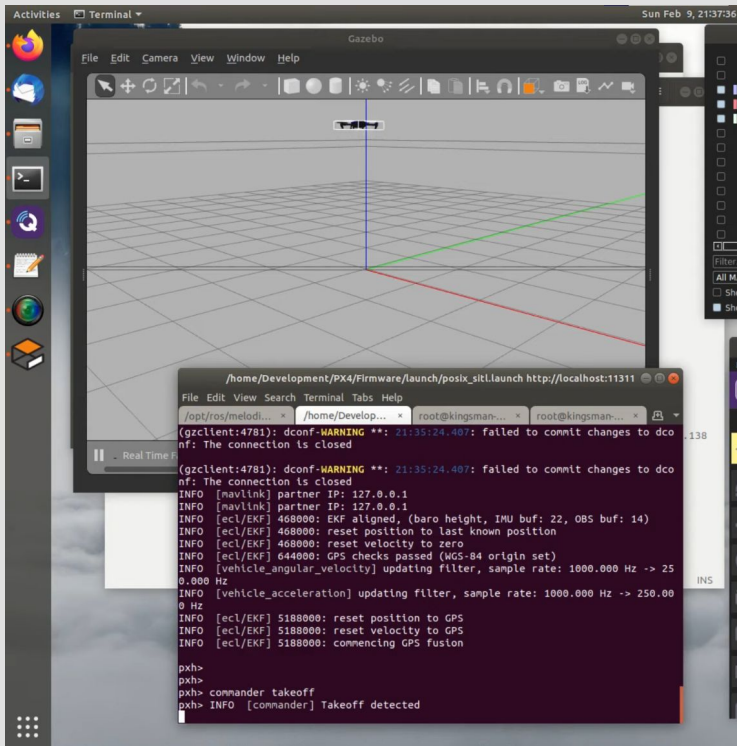 Activities Terminal Sun Feb 9, 21:37:36
Gazebo
File Edit Camera View Window Help
Filter
All M
Sh
Sh
.138
INS
Real Time F
/home/Development/PX4/Firmware/launch/posix_sitl.launch http://localhost:11311
File Edit View Search Terminal Tabs Help
/opt/ros/melodi... × /home/Develop... × root@kingsman-... × root@kingsman-... ×
(gzclient:4781): dconf-WARNING **: 21:35:24.407: failed to commit changes to dco
nf: The connection is closed
(gzclient:4781): dconf-WARNING **: 21:35:24.407: failed to commit changes to dco
nf: The connection is closed
INFO [mavlink] partner IP: 127.0.0.1
INFO [mavlink] partner IP: 127.0.0.1
INFO [ecl/EKF] 468000: EKF aligned, (baro height, IMU buf: 22, OBS buf: 14)
INFO [ecl/EKF] 468000: reset position to last known position
INFO [ecl/EKF] 468000: reset velocity to zero
INFO [ecl/EKF] 644000: GPS checks passed (WGS-84 origin set)
INFO [vehicle_angular_velocity] updating filter, sample rate: 1000.000 Hz -> 25
0.000 Hz
INFO [vehicle_acceleration] updating filter, sample rate: 1000.000 Hz -> 250.00
0 Hz
INFO [ecl/EKF] 5188000: reset position to GPS
INFO [ecl/EKF] 5188000: reset velocity to GPS
INFO [ecl/EKF] 5188000: commencing GPS fusion
pxh>
pxh>
pxh> commander takeoff
pxh> INFO [commander] Takeoff detected